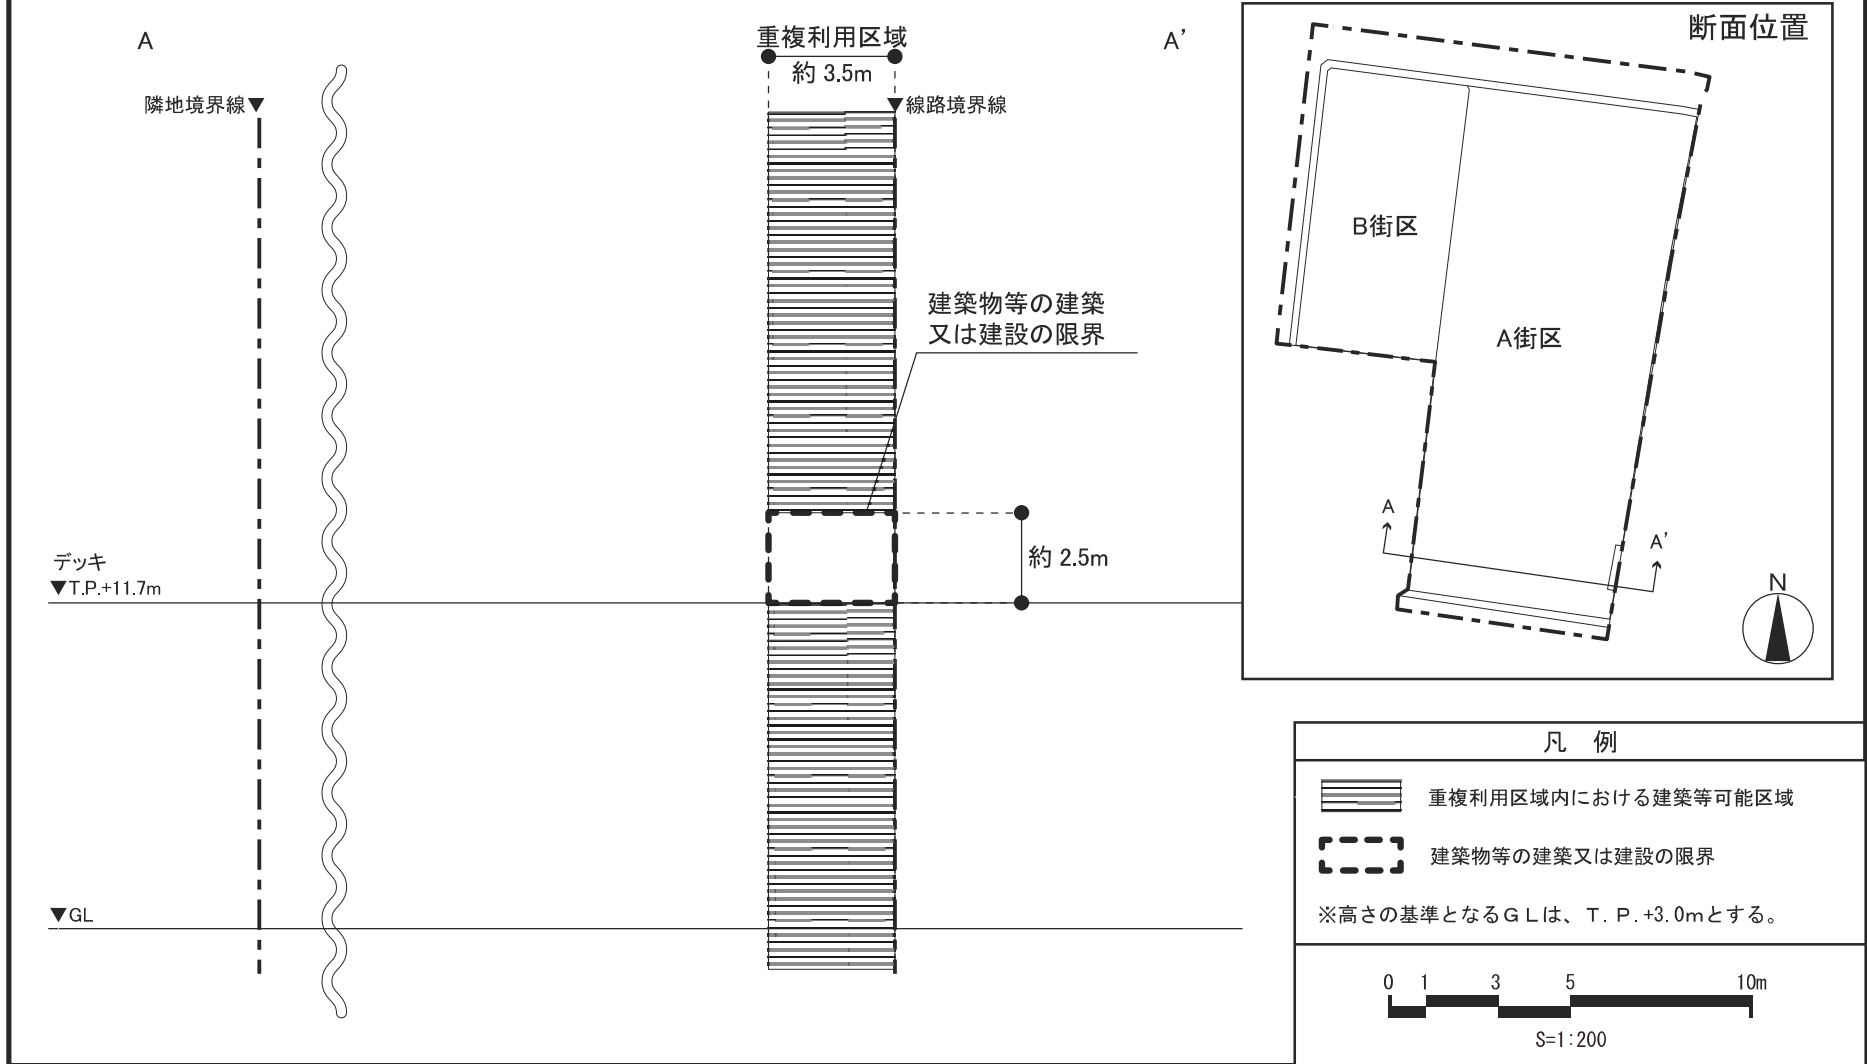 A
重複利用区域
約 3.5m
A’
隣地境界線
線路境界線
建築物等の建築
又は建設の限界
約 2.5m
デッキ
T.P.+11.7m
GL
断面位置
B街区
A街区
A
A’
N
凡 例
重複利用区域内における建築等可能区域
建築物等の建築又は建設の限界
※高さの基準となるGLは、T.P.+3.0mとする。
0 1 3 5 10m
S=1:200